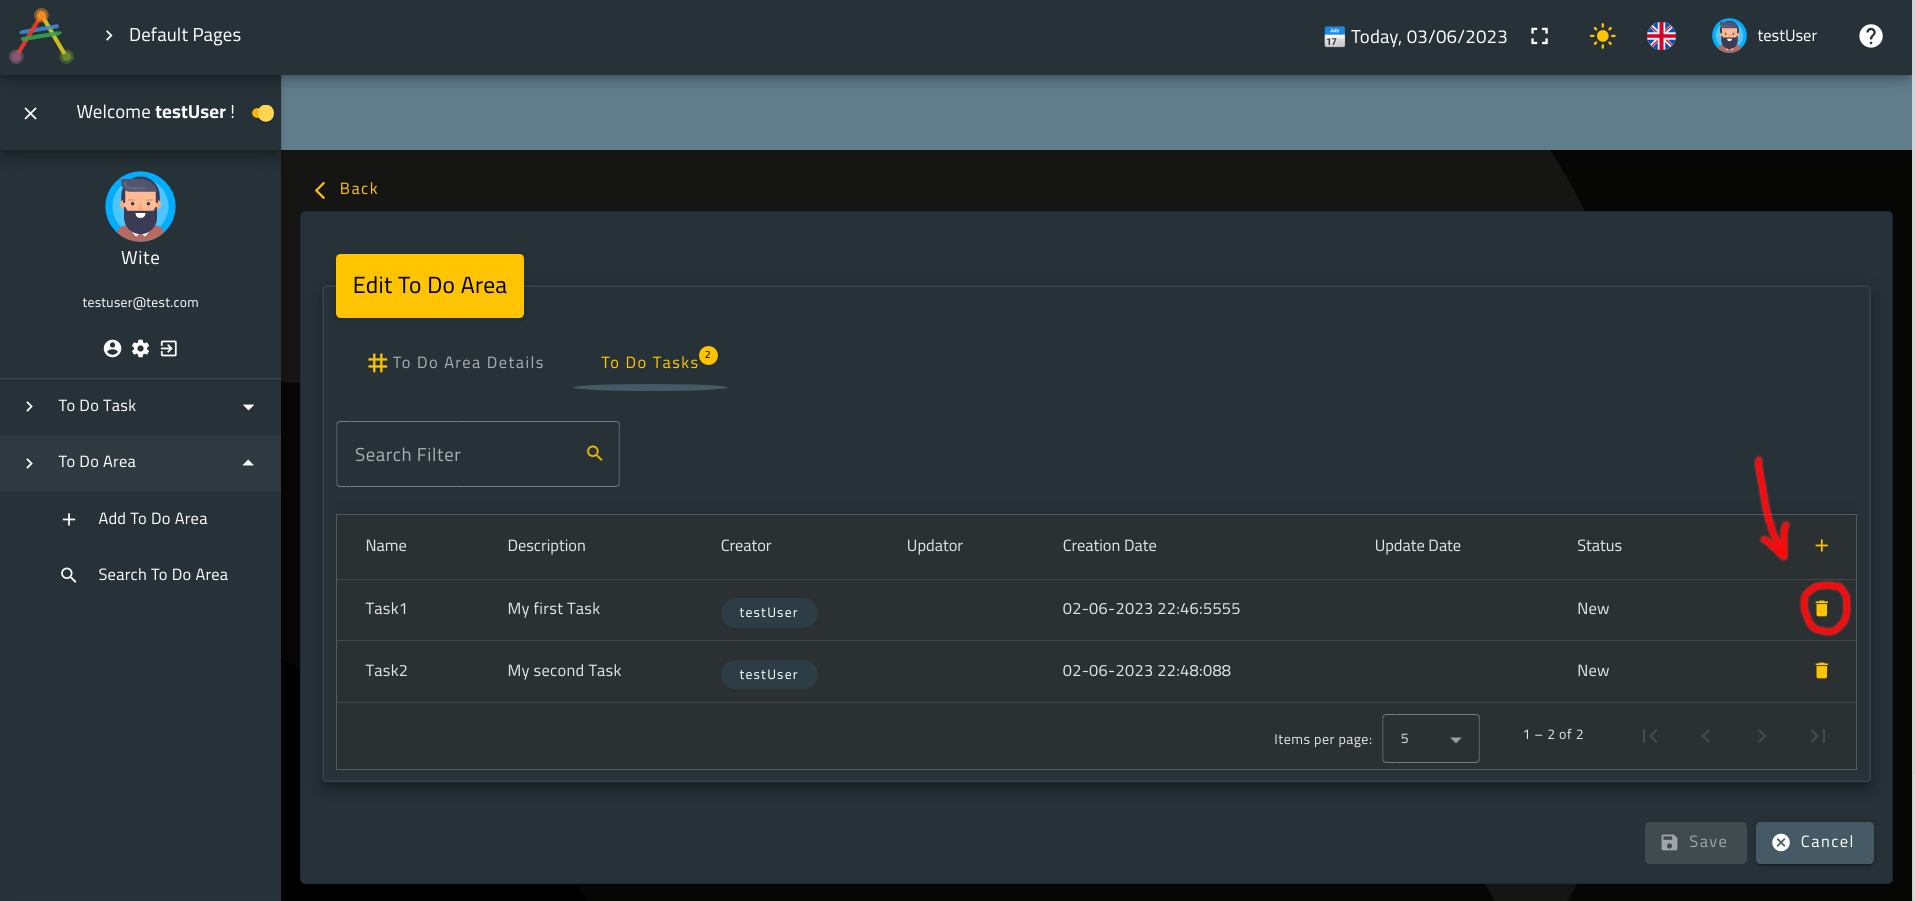 Default Pages
Today, 03/06/2023
testUser
Welcome testUser !
Wite
testuser@test.com
To Do Task
To Do Area
Add To Do Area
Search To Do Area
Back
Edit To Do Area
To Do Area Details
To Do Tasks 2
Search Filter
Name Description Creator Updator Creation Date Update Date Status
Task1 My first Task testUser 02-06-2023 22:46:5555 New
Task2 My second Task testUser 02-06-2023 22:48:088 New
Items per page: 5 1 – 2 of 2
Save Cancel